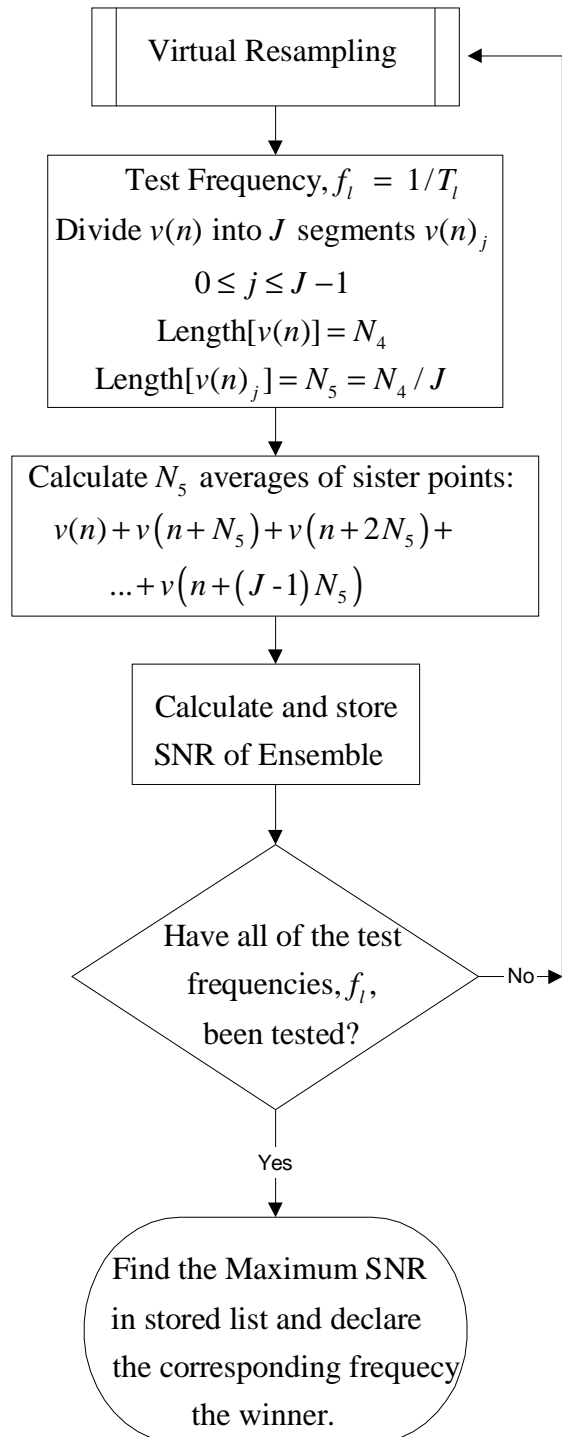 Virtual Resampling
Test Frequency, f_l = 1/T_l
Divide v(n) into J segments v(n)_j
0 ≤ j ≤ J −1
Length[v(n)] = N_4
Length[v(n)_j] = N_5 = N_4 / J
Calculate N_5 averages of sister points:
v(n) + v(n + N_5) + v(n + 2N_5) +
... + v(n + (J - 1) N_5)
Calculate and store
SNR of Ensemble
Have all of the test
frequencies, f_l,
been tested?
No
Yes
Find the Maximum SNR
in stored list and declare
the corresponding frequecy
the winner.